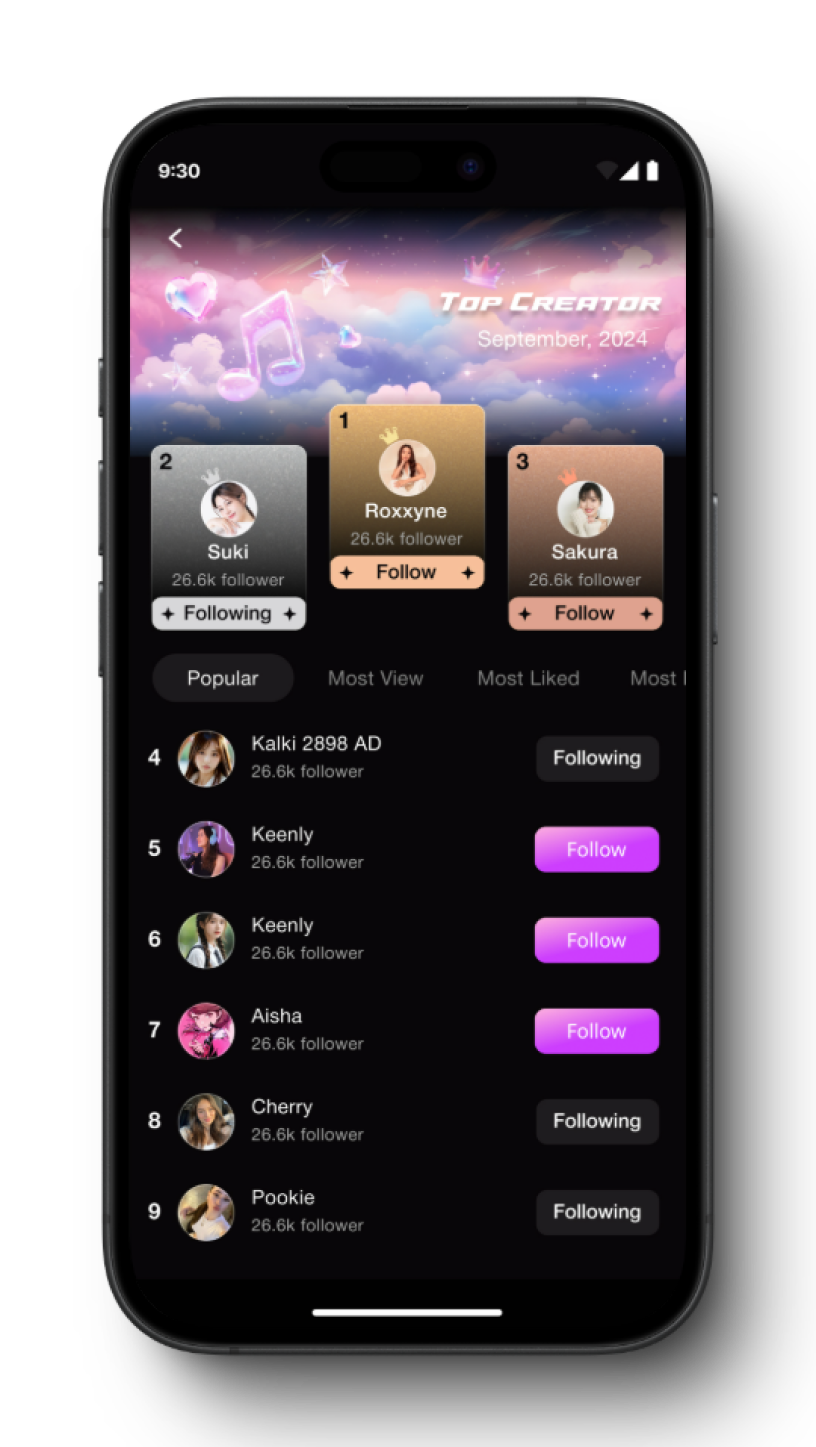 9:30
TOP CREATOR
September, 2024
1
Roxxyne
26.6k follower
Follow
2
Suki
26.6k follower
Following
3
Sakura
26.6k follower
Follow
Popular Most View Most Liked Most
4
Kalki 2898 AD
26.6k follower
Following
5
Keenly
26.6k follower
Follow
6
Keenly
26.6k follower
Follow
7
Aisha
26.6k follower
Follow
8
Cherry
26.6k follower
Following
9
Pookie
26.6k follower
Following